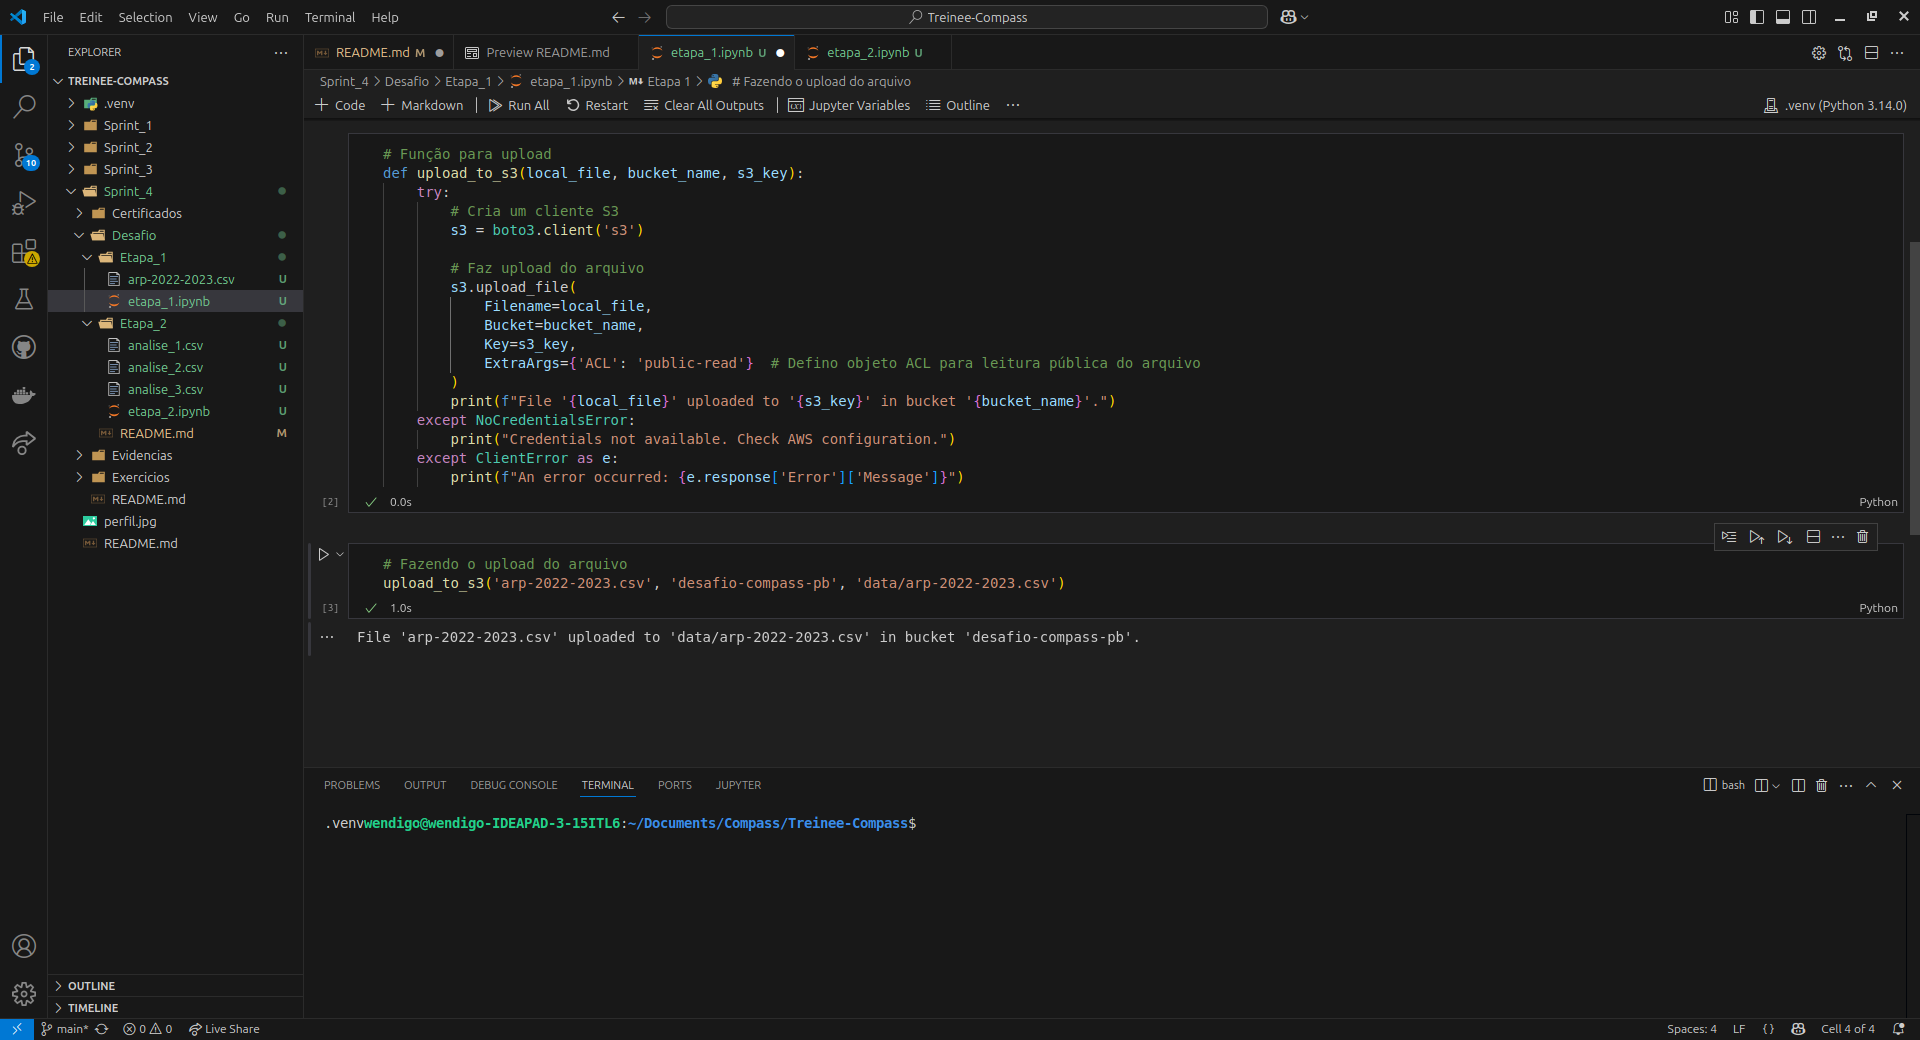 File Edit Selection View Go Run Terminal Help
Treinee-Compass
EXPLORER
TREINEE-COMPASS
.venv
Sprint_1
Sprint_2
Sprint_3
Sprint_4
Certificados
Desafio
Etapa_1
arp-2022-2023.csv U
etapa_1.ipynb U
Etapa_2
analise_1.csv U
analise_2.csv U
analise_3.csv U
etapa_2.ipynb U
README.md M
Evidencias
Exercicios
README.md
perfil.jpg
README.md
OUTLINE
TIMELINE
2
10
README.md M
Preview README.md
etapa_1.ipynb U
etapa_2.ipynb U
Sprint_4 > Desafio > Etapa_1 > etapa_1.ipynb > M↓ Etapa 1 > # Fazendo o upload do arquivo
+ Code + Markdown | Run All Restart Clear All Outputs | Jupyter Variables Outline ...
.venv (Python 3.14.0)
# Função para upload
def upload_to_s3(local_file, bucket_name, s3_key):
try:
# Cria um cliente S3
s3 = boto3.client('s3')
# Faz upload do arquivo
s3.upload_file(
Filename=local_file,
Bucket=bucket_name,
Key=s3_key,
ExtraArgs={'ACL': 'public-read'}  # Defino objeto ACL para leitura pública do arquivo
)
print(f"File '{local_file}' uploaded to '{s3_key}' in bucket '{bucket_name}'.")
except NoCredentialsError:
print("Credentials not available. Check AWS configuration.")
except ClientError as e:
print(f"An error occurred: {e.response['Error']['Message']}")
[2] 0.0s Python
# Fazendo o upload do arquivo
upload_to_s3('arp-2022-2023.csv', 'desafio-compass-pb', 'data/arp-2022-2023.csv')
[3] 1.0s Python
File 'arp-2022-2023.csv' uploaded to 'data/arp-2022-2023.csv' in bucket 'desafio-compass-pb'.
PROBLEMS OUTPUT DEBUG CONSOLE TERMINAL PORTS JUPYTER
bash
.venvwendigo@wendigo-IDEAPAD-3-15ITL6:~/Documents/Compass/Treinee-Compass$
main* 0 0 Live Share
Spaces: 4 LF {} Cell 4 of 4